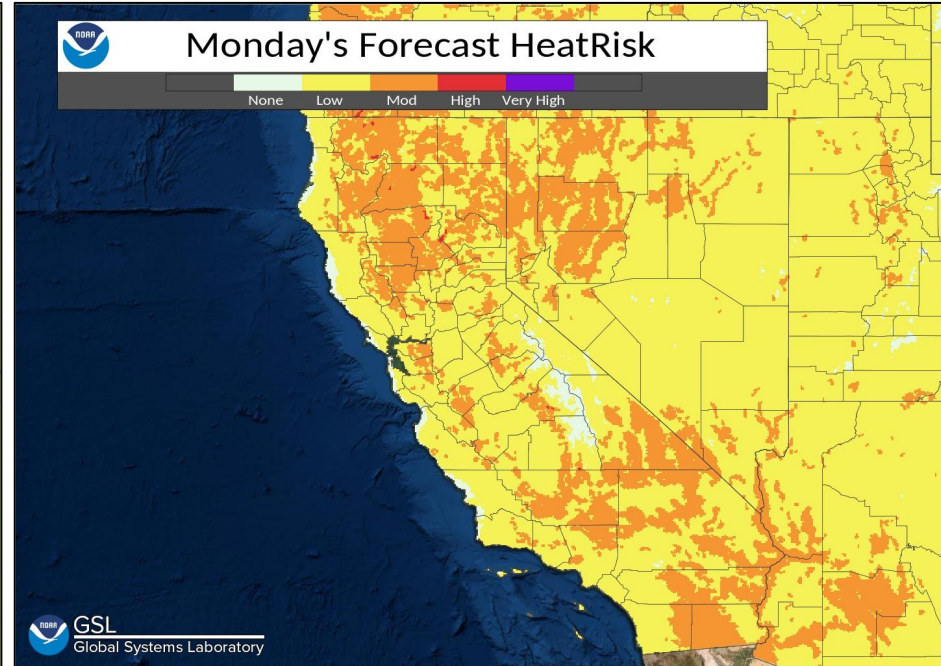 NOAA
Monday's Forecast HeatRisk
None Low Mod High Very High
NOAA
GSL
Global Systems Laboratory